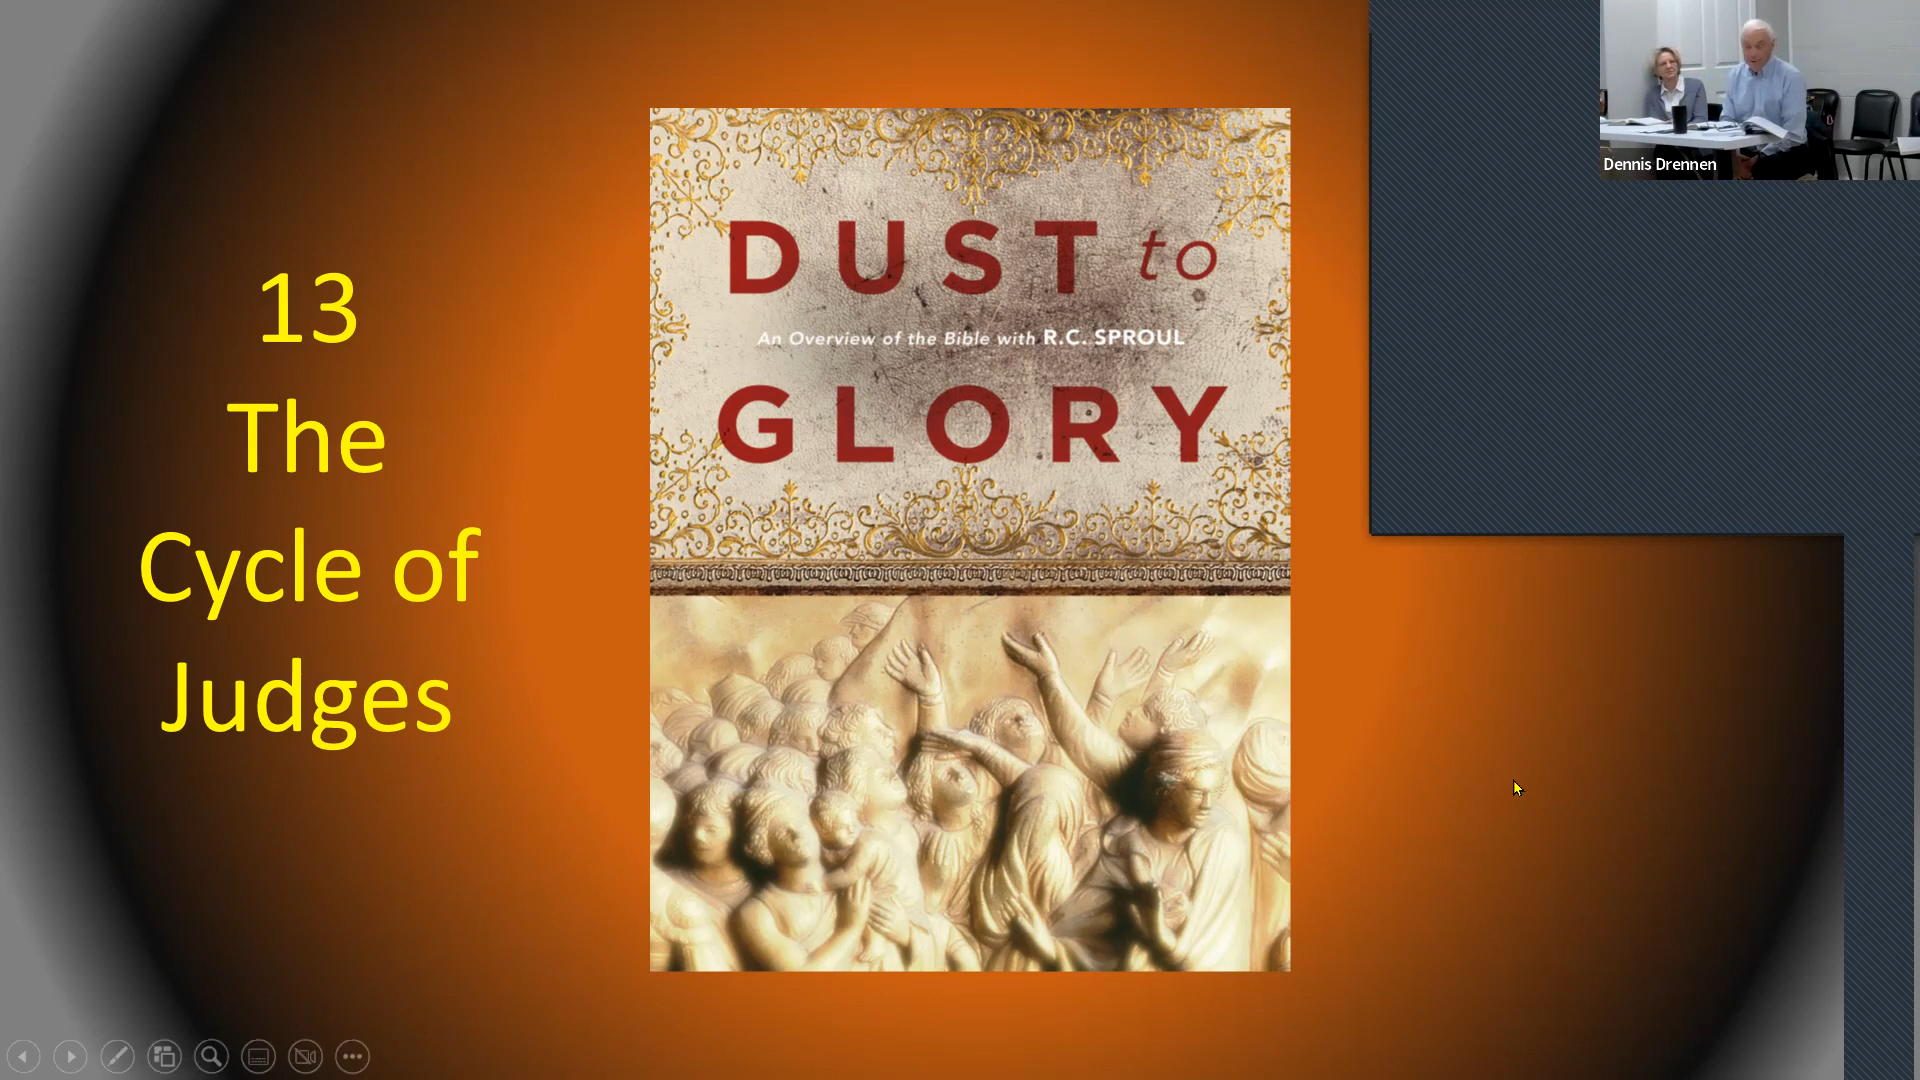 13
The
Cycle of
Judges
DUST to
An Overview of the Bible with R.C. SPROUL
GLORY
Dennis Drennen